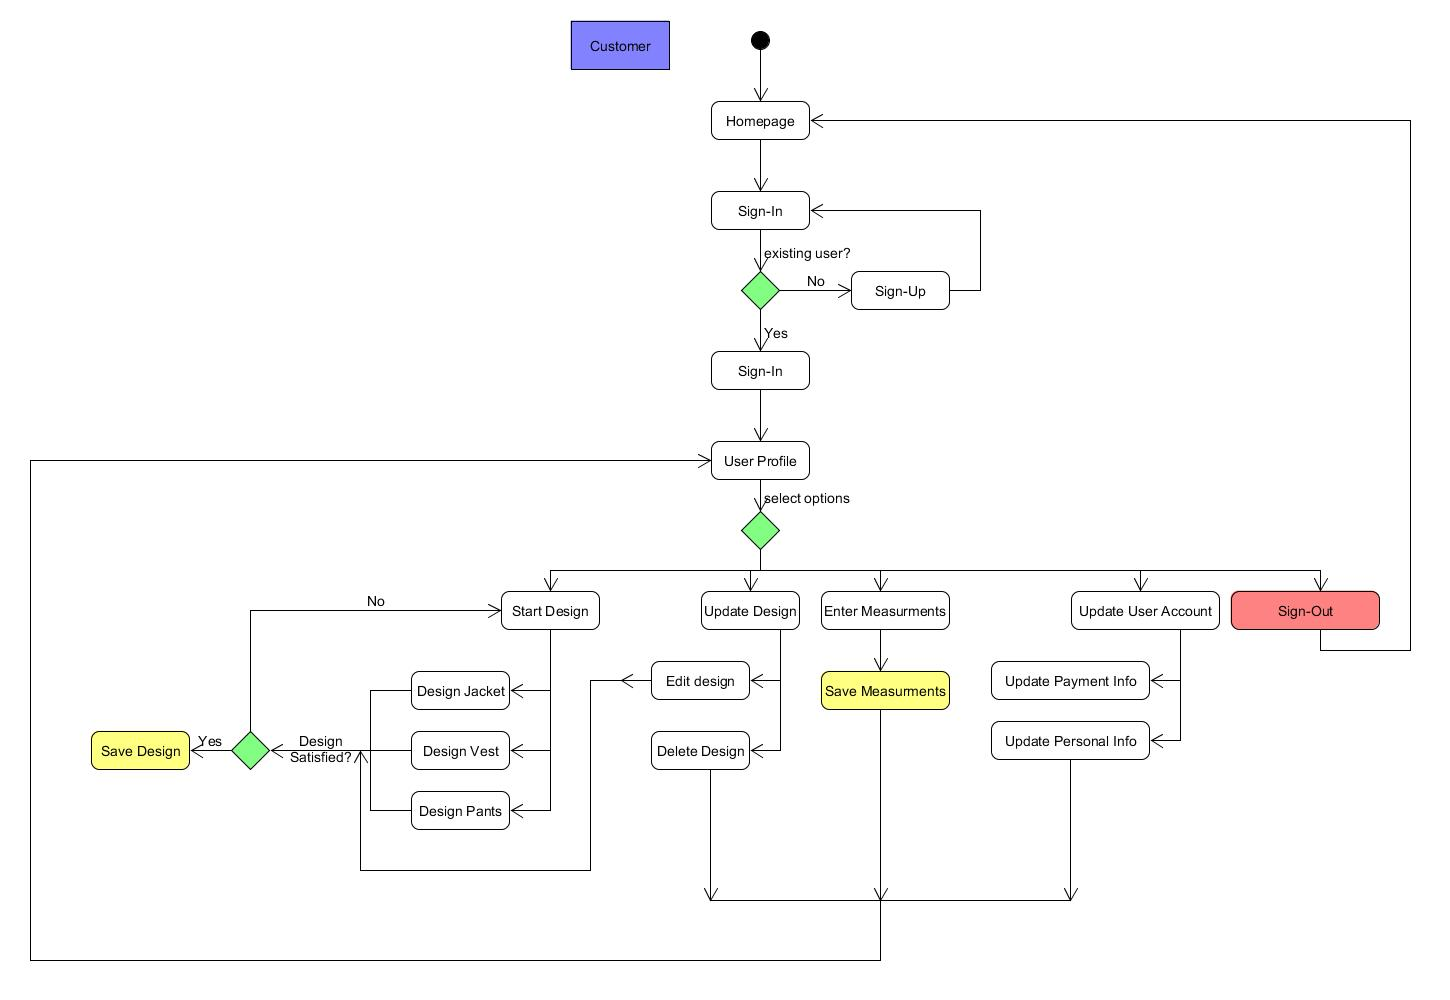 Customer
Homepage
Sign-In
existing user?
No
Sign-Up
Yes
Sign-In
User Profile
select options
No
Start Design
Update Design
Enter Measurments
Update User Account
Sign-Out
Design Jacket
Edit design
Save Measurments
Update Payment Info
Save Design
Yes
Design
Satisfied?
Design Vest
Delete Design
Update Personal Info
Design Pants